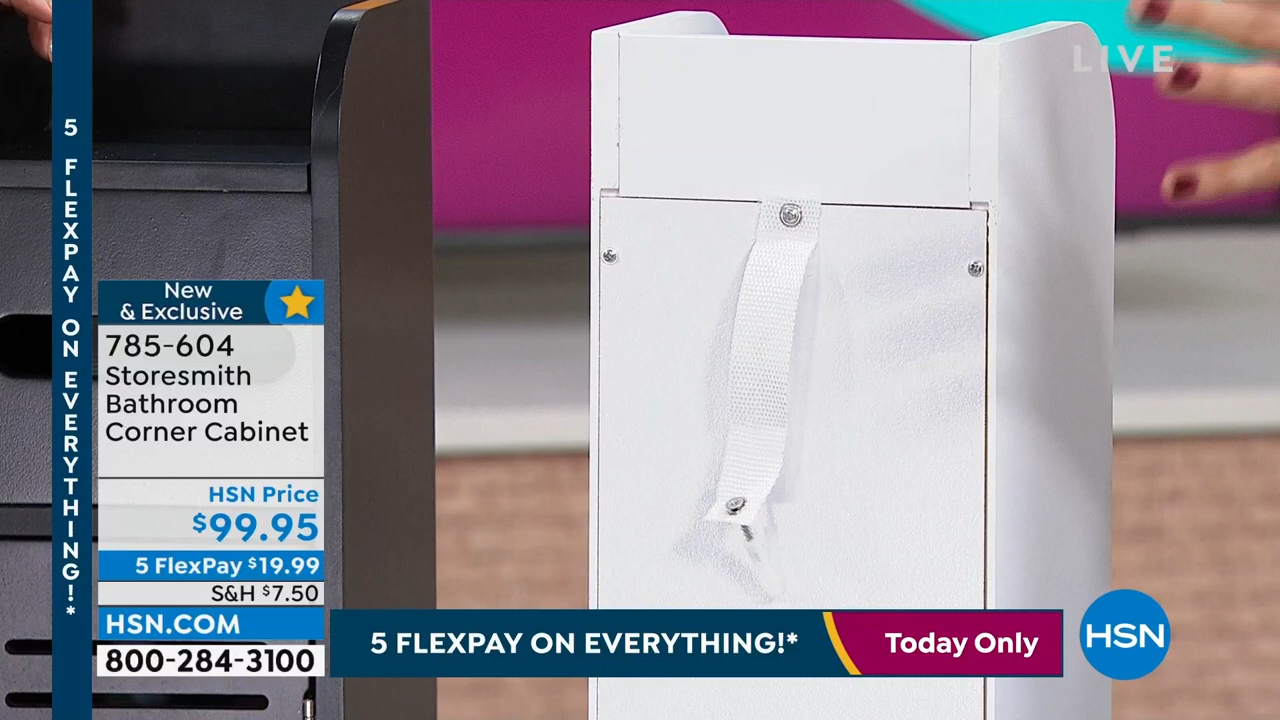 5 FLEXPAY ON EVERYTHING!*
LIVE
New
& Exclusive
785-604
Storesmith
Bathroom
Corner Cabinet
HSN Price
$99.95
5 FlexPay $19.99
S&H $7.50
HSN.COM
800-284-3100
5 FLEXPAY ON EVERYTHING!*
Today Only
HSN